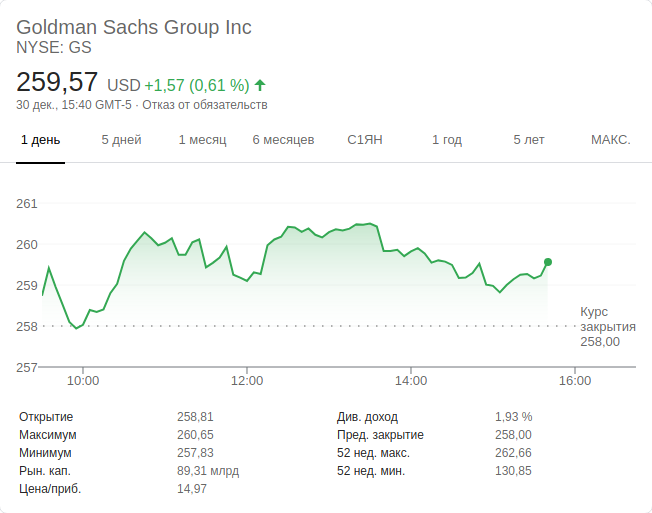 Goldman Sachs Group Inc
NYSE: GS
259,57 USD +1,57 (0,61 %)
30 дек., 15:40 GMT-5 · Отказ от обязательств
1 день 5 дней 1 месяц 6 месяцев С1ЯН 1 год 5 лет МАКС.
261
260
259
258
Курс
закрытия
258,00
257
10:00 12:00 14:00 16:00
Открытие 258,81 Див. доход 1,93 %
Максимум 260,65 Пред. закрытие 258,00
Минимум 257,83 52 нед. макс. 262,66
Рын. кап. 89,31 млрд 52 нед. мин. 130,85
Цена/приб. 14,97